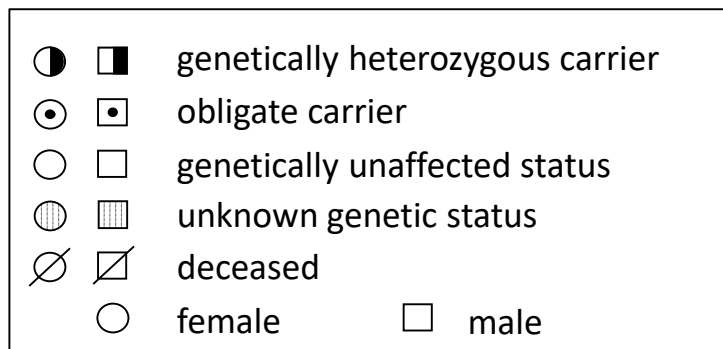 genetically heterozygous carrier
obligate carrier
genetically unaffected status
unknown genetic status
deceased
female male